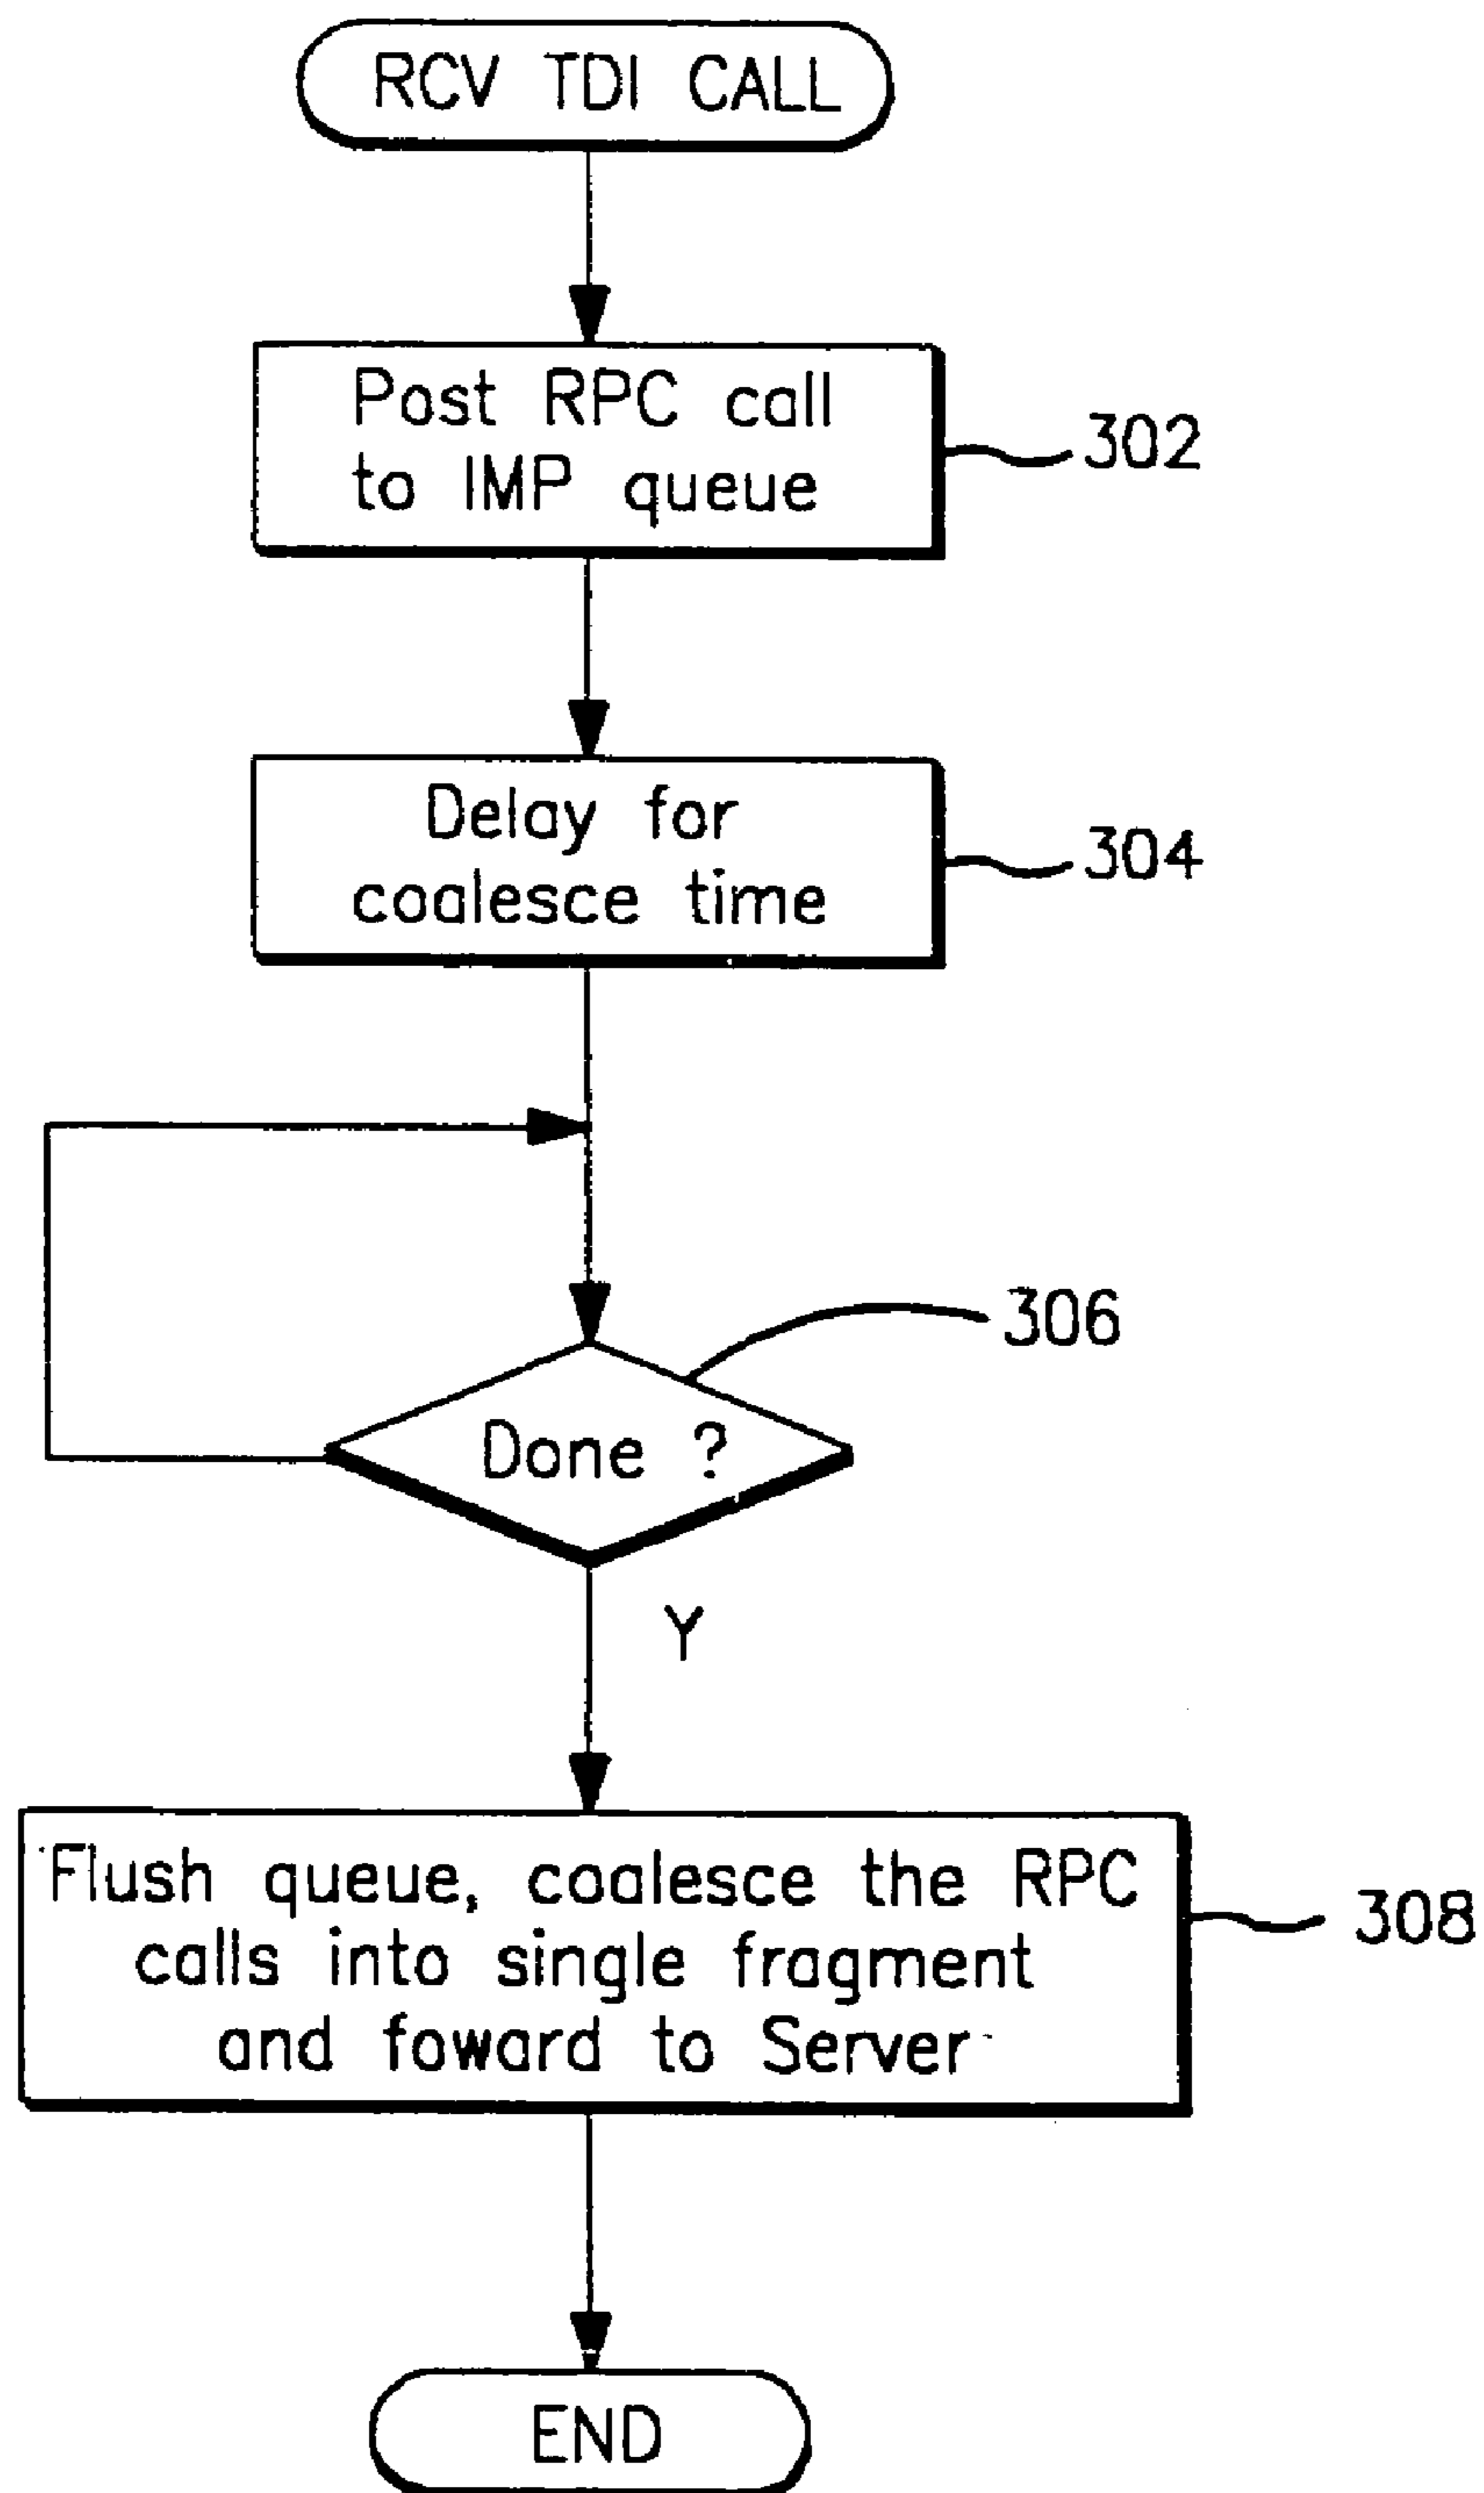 RCV TDI CALL
Post RPC call
to IMP queue
302
Delay for
coalesce time
304
306
Done ?
Y
Flush queue, coalesce the RPC
calls into single fragment
and foward to Server
308
END